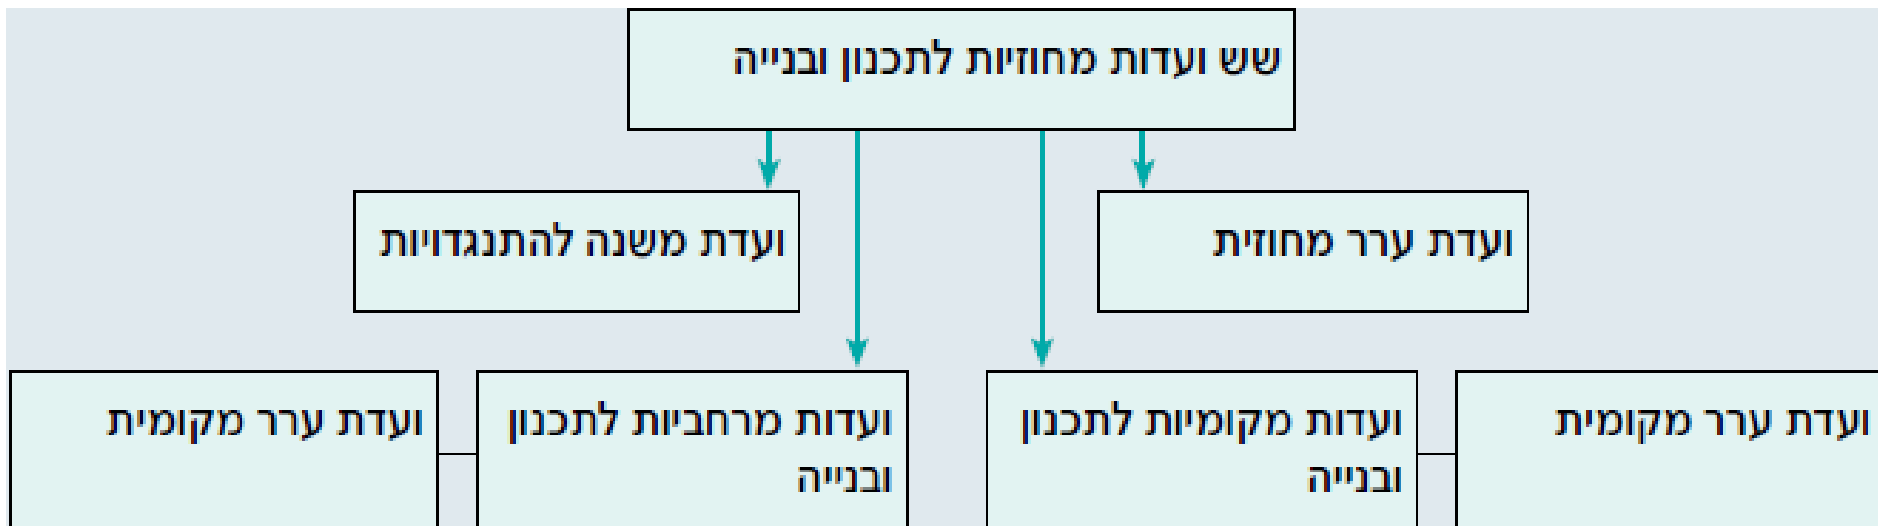 שש ועדות מחוזיות לתכנון ובנייה
ועדת ערר מחוזית
ועדת משנה להתנגדויות
ועדת ערר מקומית
ועדות מקומיות לתכנון
ובנייה
ועדות מרחביות לתכנון
ובנייה
ועדת ערר מקומית